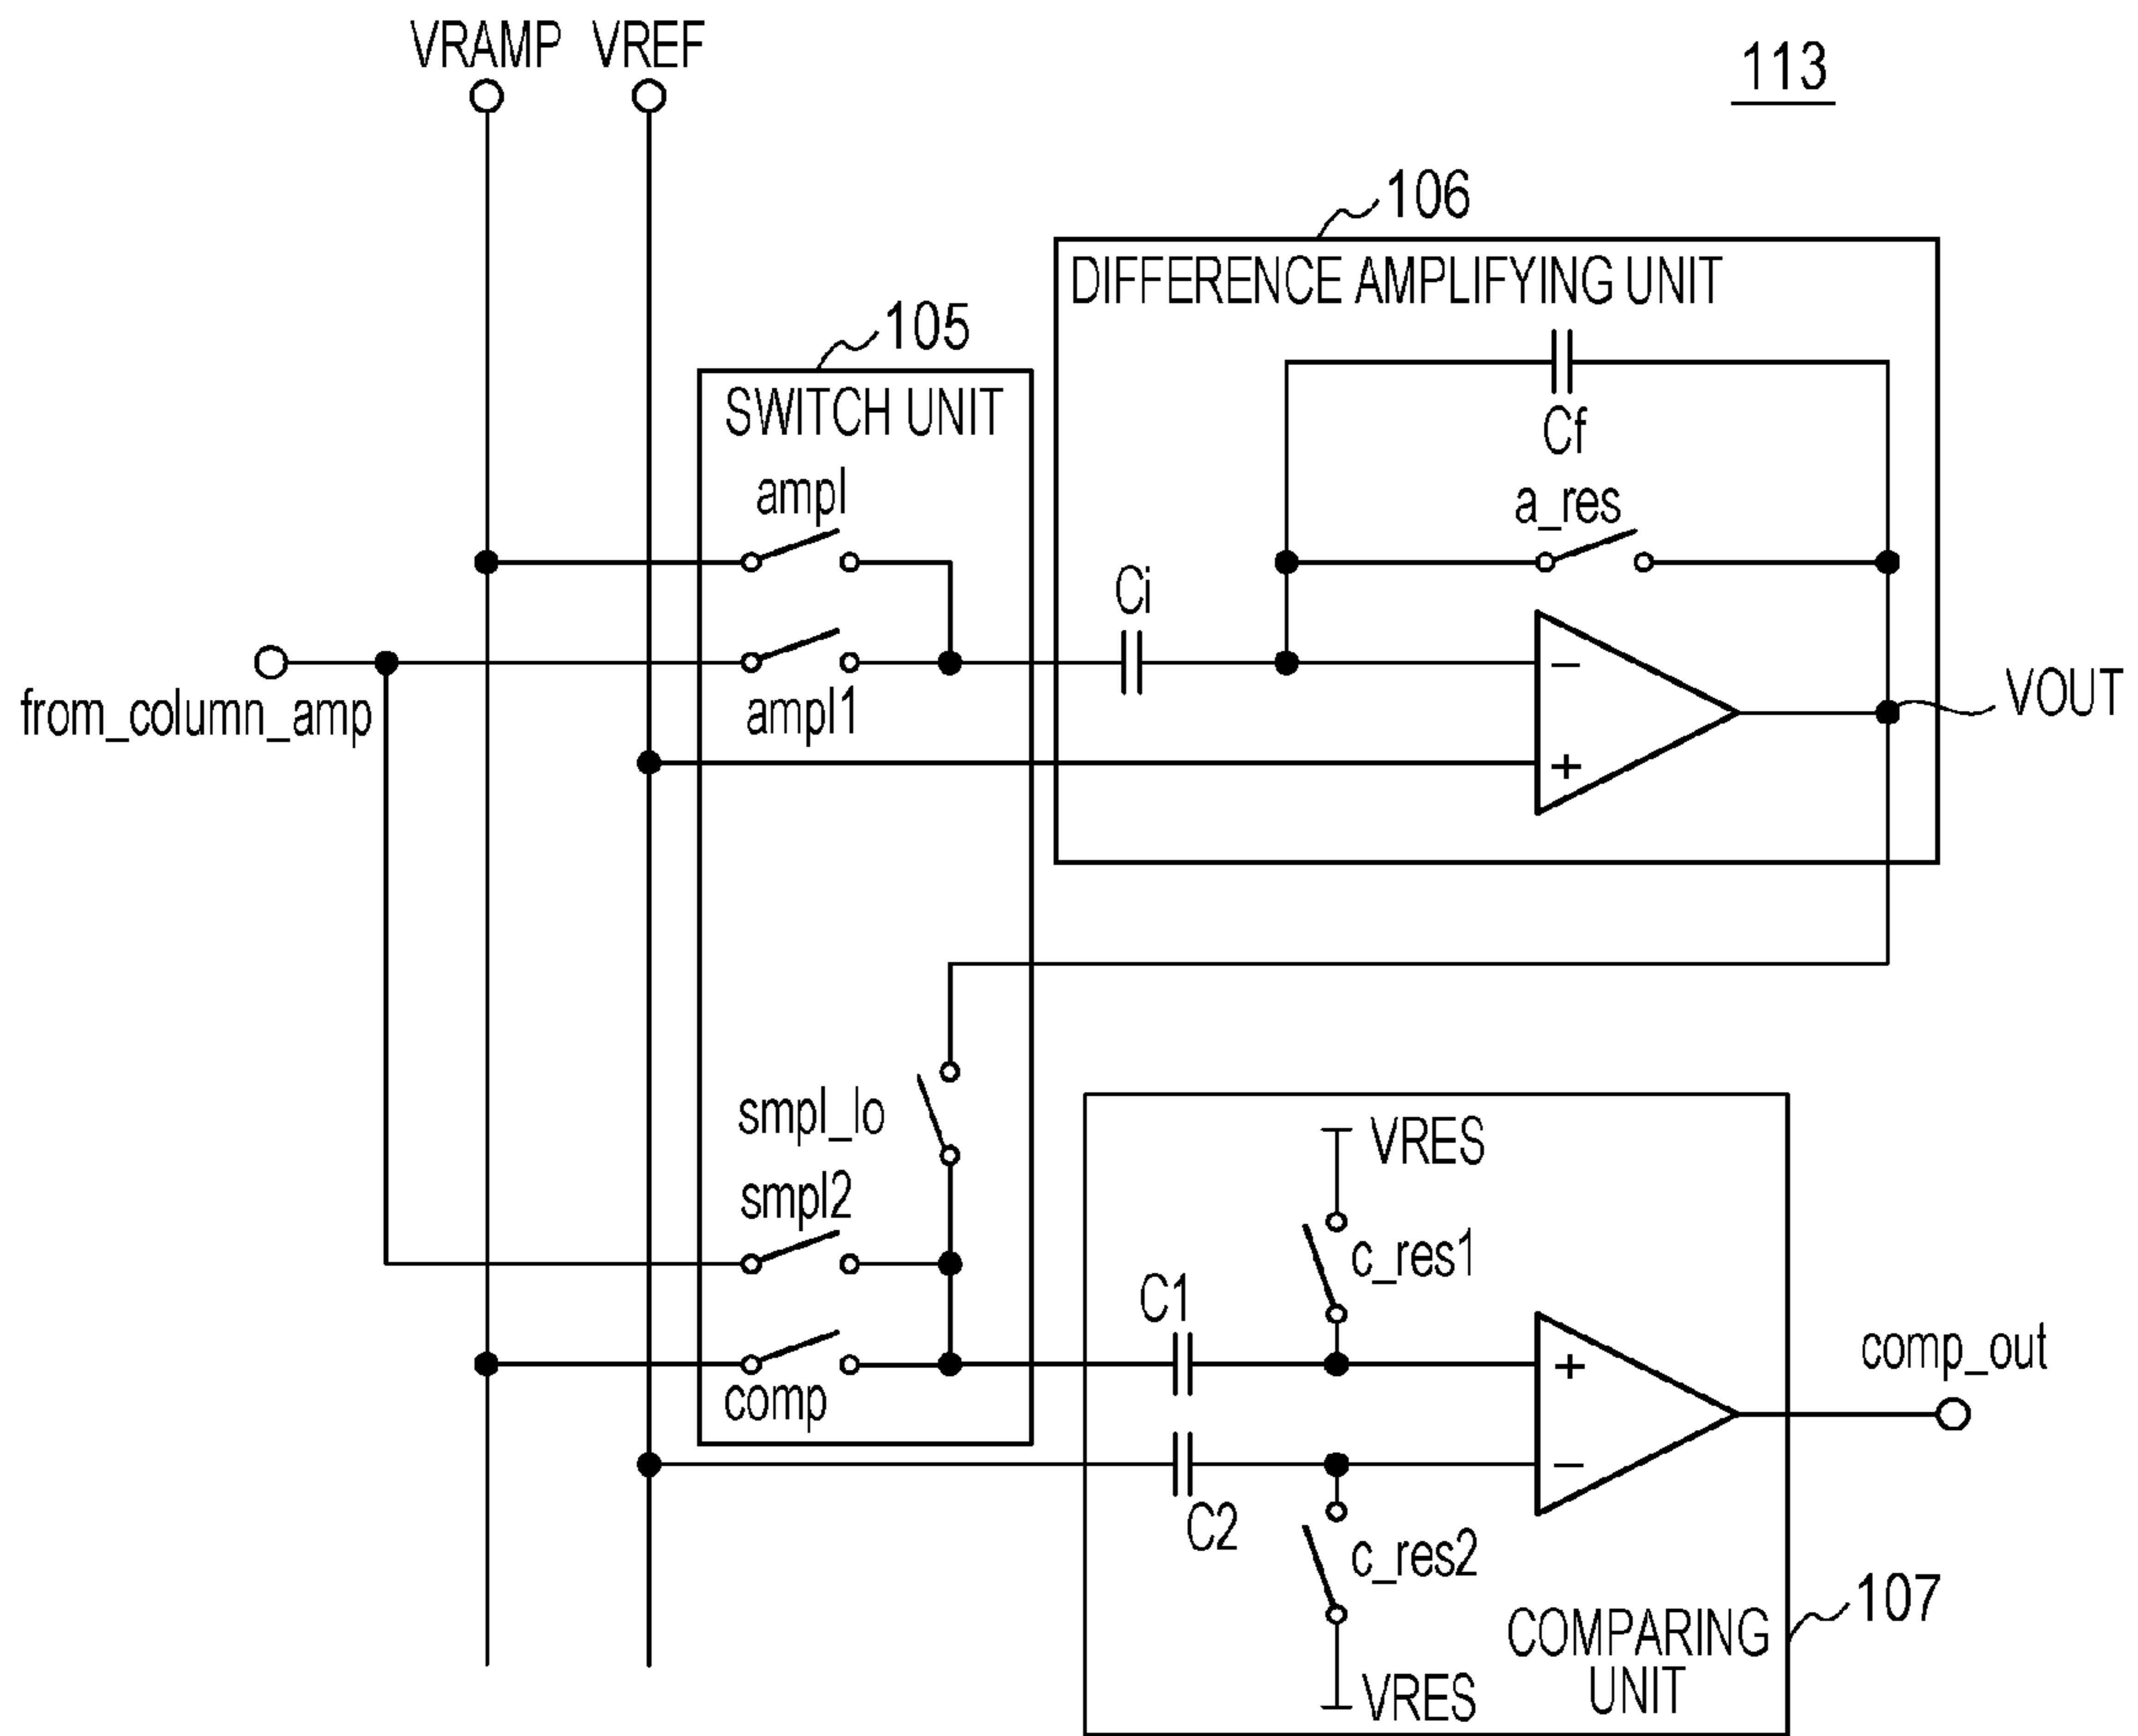 VRAMP VREF
113
106
DIFFERENCE AMPLIFYING UNIT
105
SWITCH UNIT
Cf
ampl
a_res
Ci
from_column_amp
ampl1
−
+
VOUT
smpl_lo
smpl2
comp
VRES
c_res1
C1
+
−
comp_out
C2
c_res2
VRES
COMPARING
UNIT
107